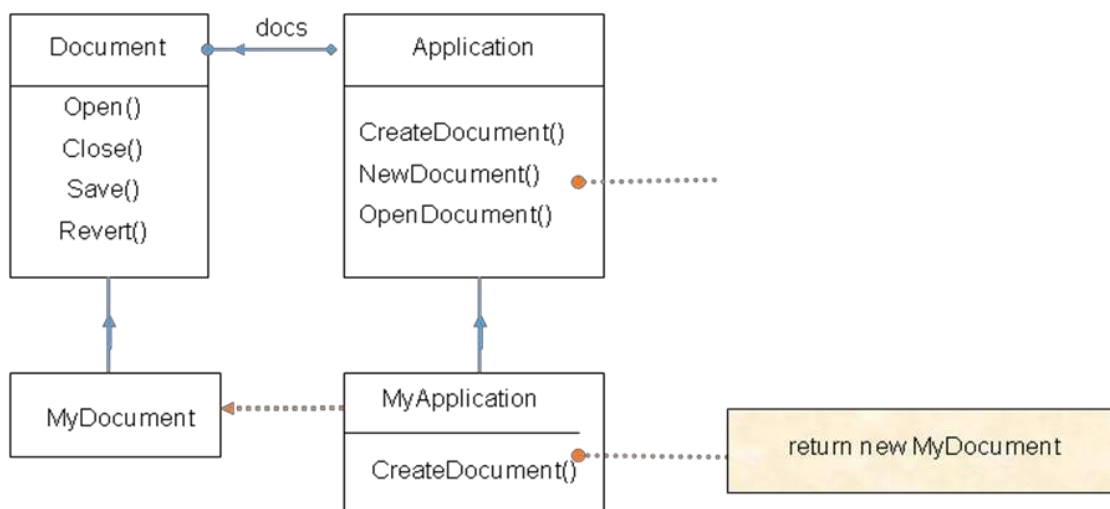 Document
docs
Application
Open()
Close()
Save()
Revert()
CreateDocument()
NewDocument()
OpenDocument()
MyDocument
MyApplication
CreateDocument()
return new MyDocument